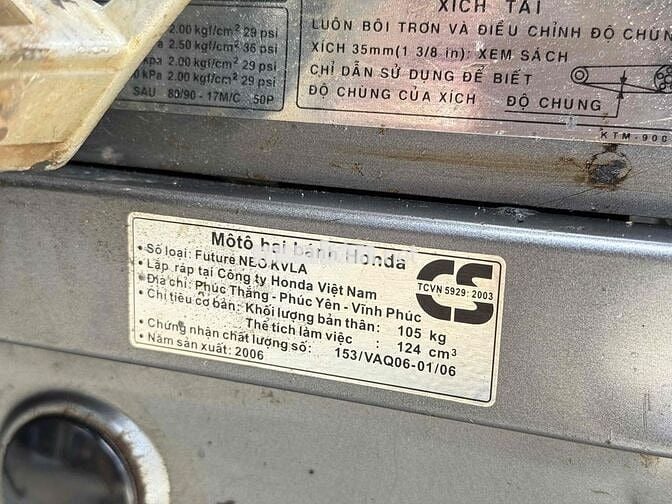 2.00 kgf/cm² 29 psi
2.50 kgf/cm² 36 psi
kpa 2.00 kgf/cm² 29 psi
kPa 2.00 kgf/cm² 29 psi
SAU 80/90 - 17M/C 50P
XÍCH TẢI
LUÔN BÔI TRƠN VÀ ĐIỀU CHỈNH ĐỘ CHÙN
XÍCH 35mm(1 3/8 in): XEM SÁCH
CHỈ DẪN SỬ DỤNG ĐỂ BIẾT
ĐỘ CHÙNG CỦA XÍCH ĐỘ CHÙNG
KTM-900
Môtô hai bánh Honda
• Số loại: Future NEO KVLA
• Lắp ráp tại Công ty Honda Việt Nam
• Địa chỉ: Phúc Thắng - Phúc Yên - Vĩnh Phúc
• Chỉ tiêu cơ bản: Khối lượng bản thân: 105 kg
Thể tích làm việc : 124 cm³
• Chứng nhận chất lượng số: 153/VAQ06-01/06
• Năm sản xuất: 2006
CS
TCVN 5929: 2003